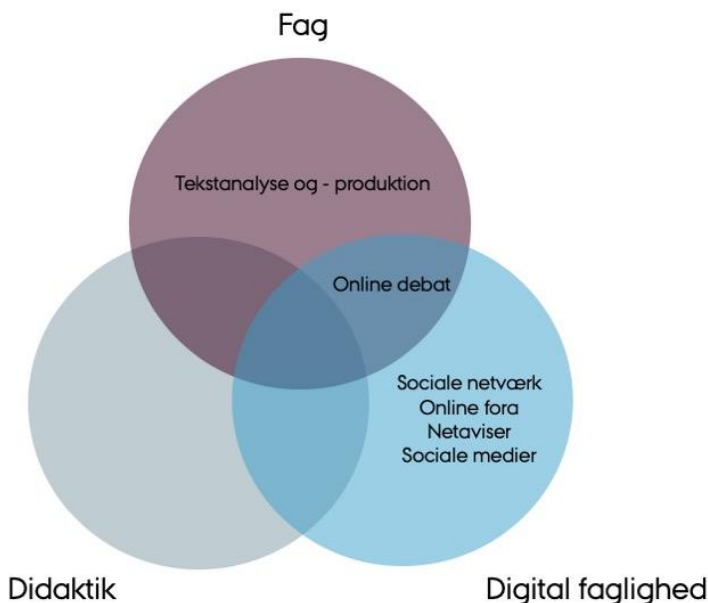 Fag
Tekstanalyse og - produktion
Online debat
Sociale netværk
Online fora
Netaviser
Sociale medier
Didaktik
Digital faglighed